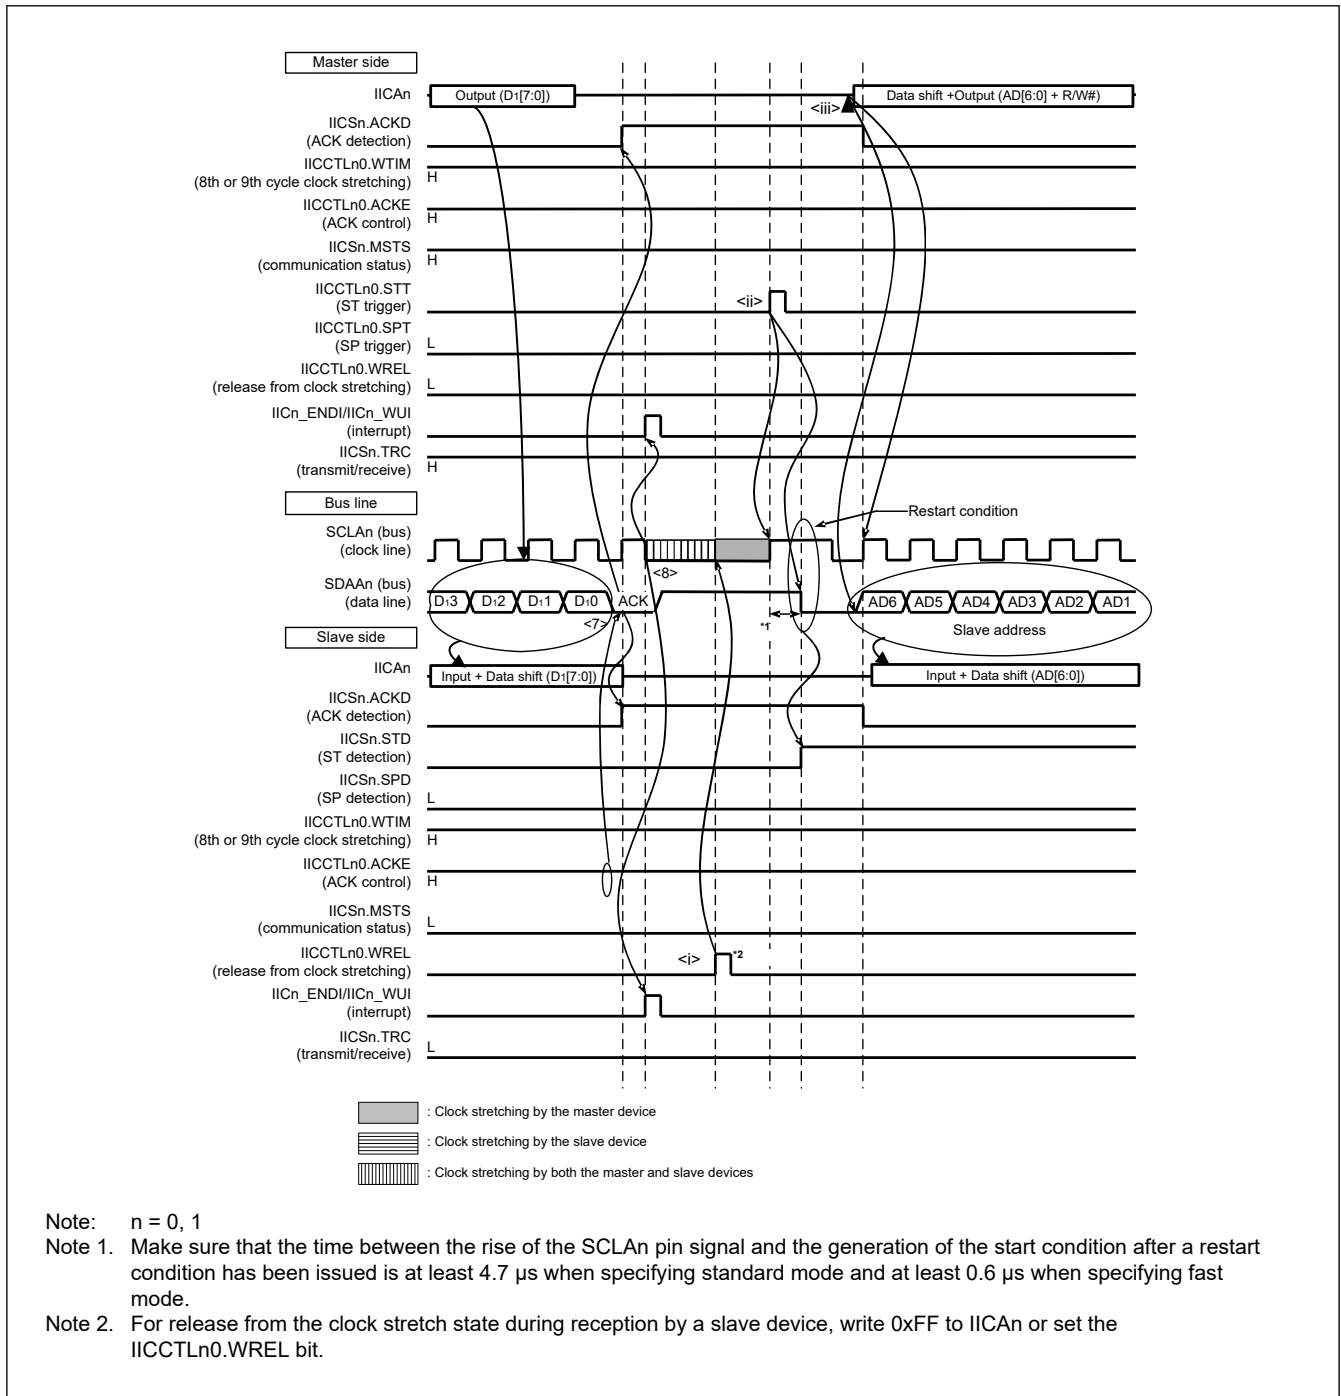 Master side
IICAn
Output (D1[7:0])
Data shift +Output (AD[6:0] + R/W#)
<iii>
IICSn.ACKD
(ACK detection)
IICCTLn0.WTIM
(8th or 9th cycle clock stretching)
H
IICCTLn0.ACKE
(ACK control)
H
IICSn.MSTS
(communication status)
H
IICCTLn0.STT
(ST trigger)
<ii>
IICCTLn0.SPT
(SP trigger)
L
IICCTLn0.WREL
(release from clock stretching)
L
IICn_ENDI/IICn_WUI
(interrupt)
IICSn.TRC
(transmit/receive)
H
Bus line
Restart condition
SCLAn (bus)
(clock line)
<8>
SDAAn (bus)
(data line)
D13 D12 D11 D10 ACK AD6 AD5 AD4 AD3 AD2 AD1
<7>
*1
Slave address
Slave side
IICAn
Input + Data shift (D1[7:0])
Input + Data shift (AD[6:0])
IICSn.ACKD
(ACK detection)
IICSn.STD
(ST detection)
IICSn.SPD
(SP detection)
L
IICCTLn0.WTIM
(8th or 9th cycle clock stretching)
H
IICCTLn0.ACKE
(ACK control)
H
IICSn.MSTS
(communication status)
L
IICCTLn0.WREL
(release from clock stretching)
<i>
*2
IICn_ENDI/IICn_WUI
(interrupt)
IICSn.TRC
(transmit/receive)
L
: Clock stretching by the master device
: Clock stretching by the slave device
: Clock stretching by both the master and slave devices
Note: n = 0, 1
Note 1. Make sure that the time between the rise of the SCLAn pin signal and the generation of the start condition after a restart
condition has been issued is at least 4.7 µs when specifying standard mode and at least 0.6 µs when specifying fast
mode.
Note 2. For release from the clock stretch state during reception by a slave device, write 0xFF to IICAn or set the
IICCTLn0.WREL bit.